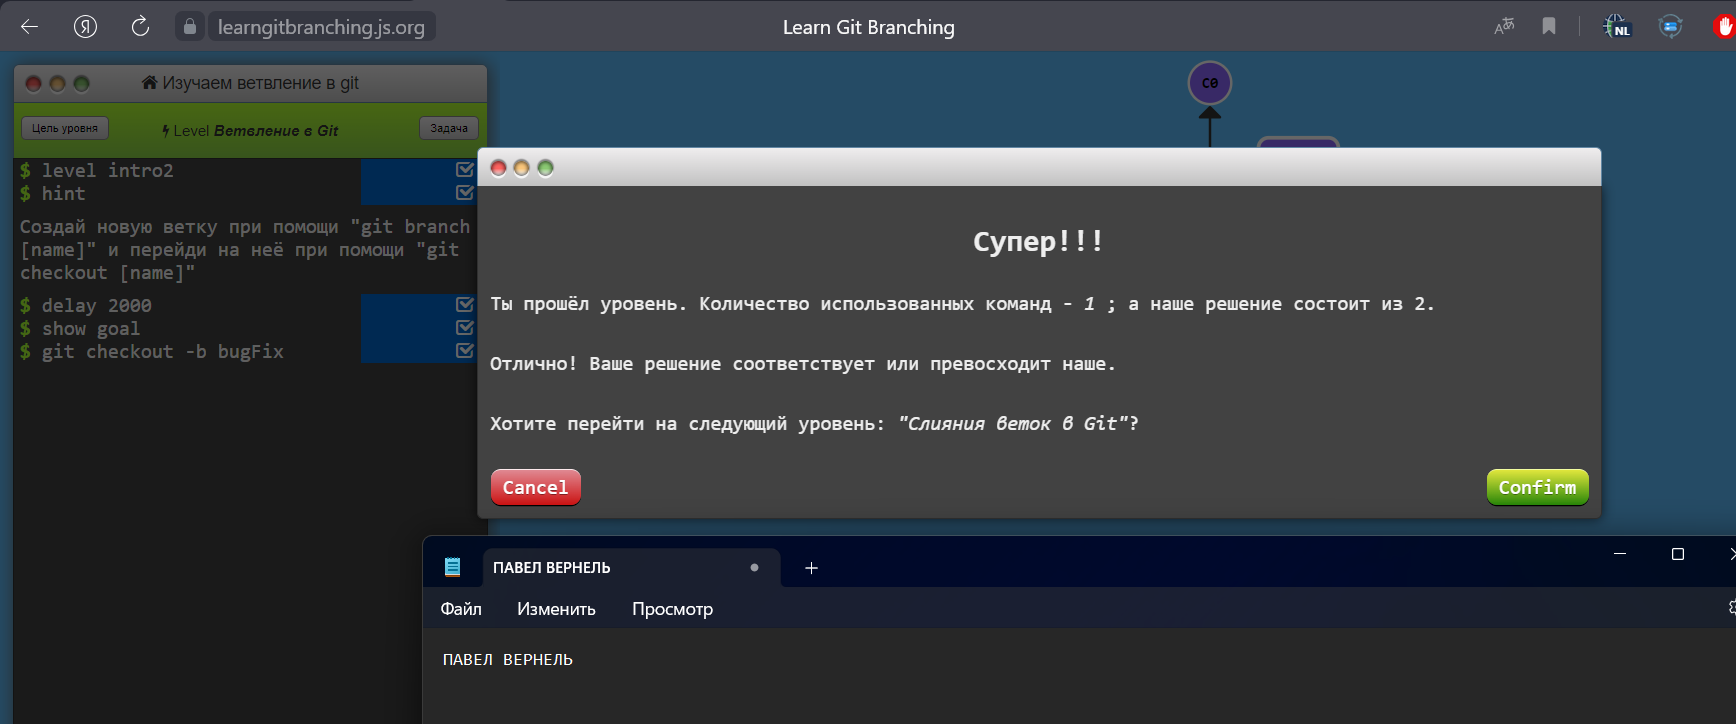 learngitbranching.js.org
Learn Git Branching
NL
Изучаем ветвление в git
Цель уровня
Level Ветвление в Git
Задача
$ level intro2
$ hint
Создай новую ветку при помощи "git branch
[name]" и перейди на неё при помощи "git
checkout [name]"
$ delay 2000
$ show goal
$ git checkout -b bugFix
C0
Супер!!!
Ты прошёл уровень. Количество использованных команд - 1 ; а наше решение состоит из 2.
Отлично! Ваше решение соответствует или превосходит наше.
Хотите перейти на следующий уровень: "Слияния веток в Git"?
Cancel
Confirm
ПАВЕЛ ВЕРНЕЛЬ
Файл
Изменить
Просмотр
ПАВЕЛ ВЕРНЕЛЬ